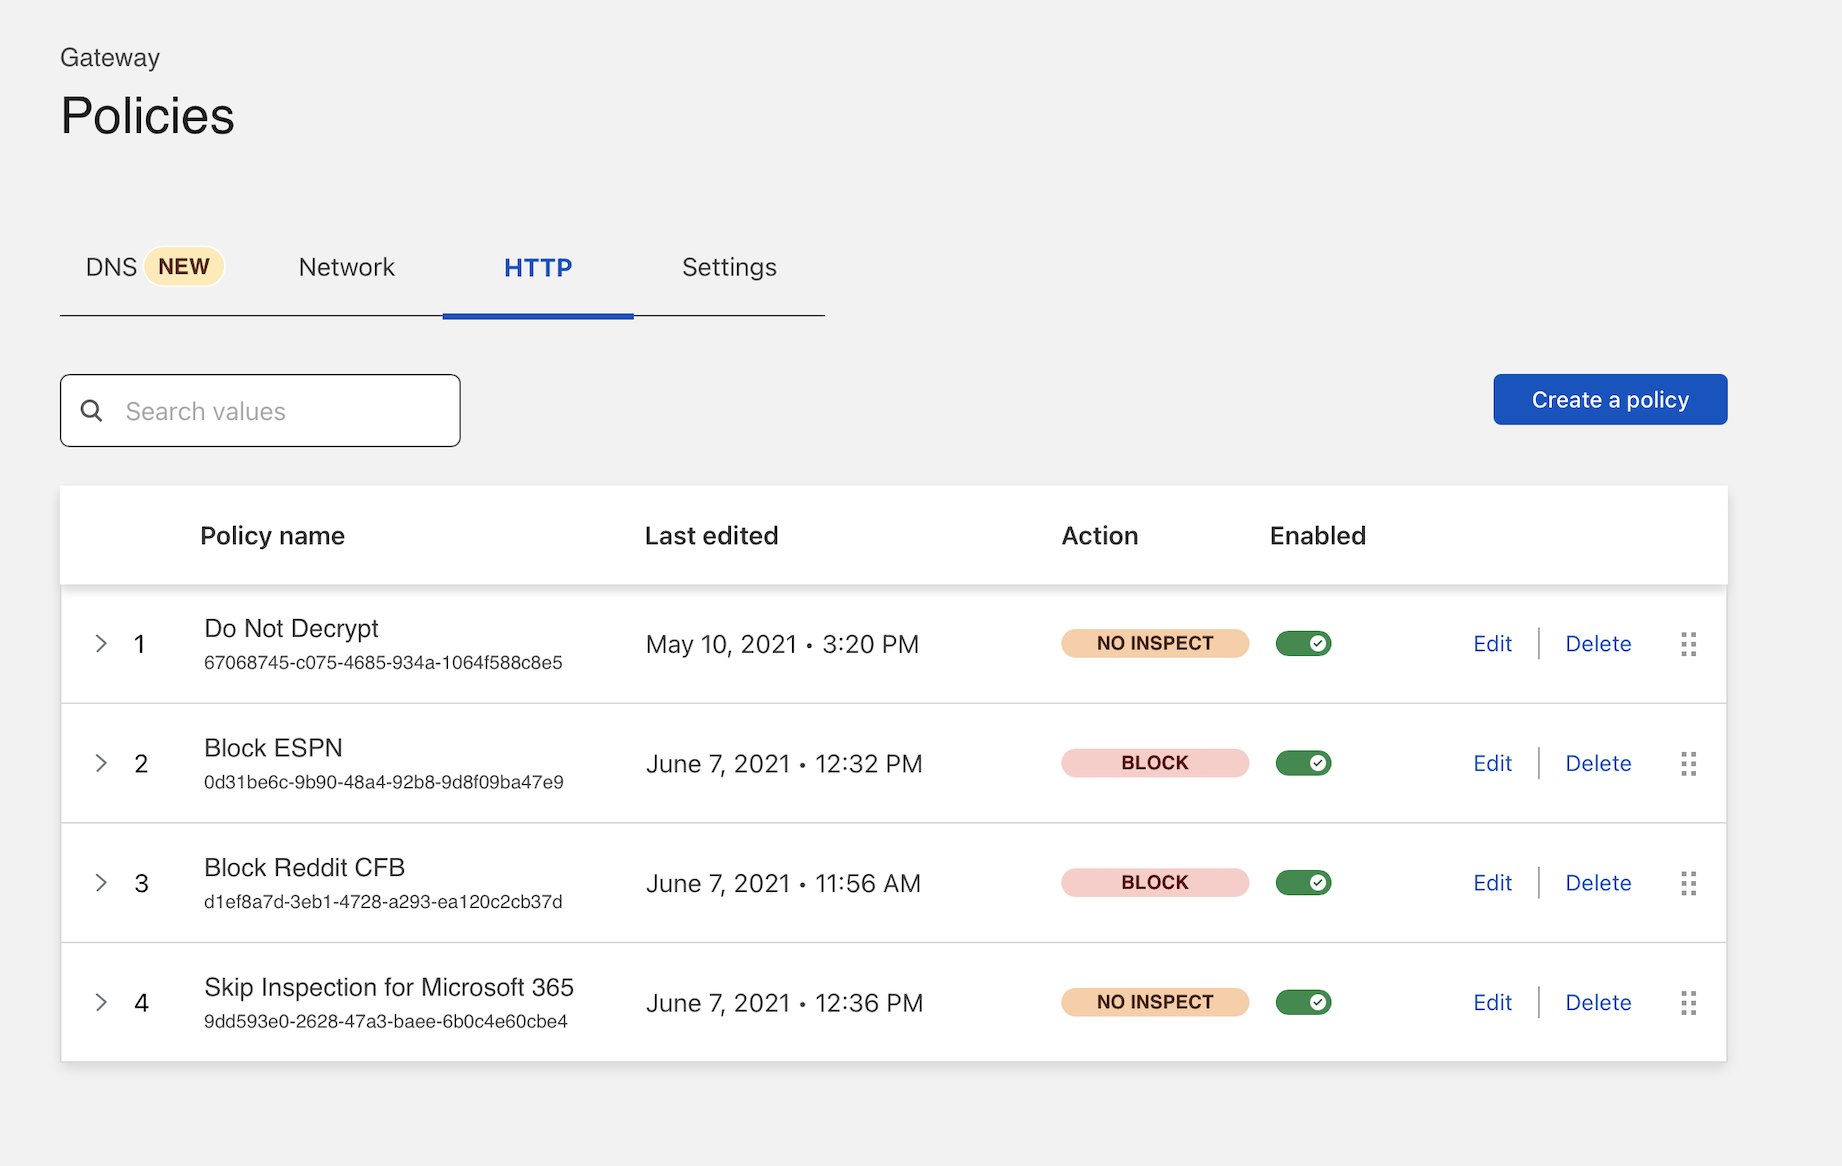 Gateway
Policies
DNS NEW Network HTTP Settings
Search values
Create a policy
Policy name Last edited Action Enabled
1 Do Not Decrypt May 10, 2021 • 3:20 PM NO INSPECT Edit Delete
67068745-c075-4685-934a-1064f588c8e5
2 Block ESPN June 7, 2021 • 12:32 PM BLOCK Edit Delete
0d31be6c-9b90-48a4-92b8-9d8f09ba47e9
3 Block Reddit CFB June 7, 2021 • 11:56 AM BLOCK Edit Delete
d1ef8a7d-3eb1-4728-a293-ea120c2cb37d
4 Skip Inspection for Microsoft 365 June 7, 2021 • 12:36 PM NO INSPECT Edit Delete
9dd593e0-2628-47a3-baee-6b0c4e60cbe4